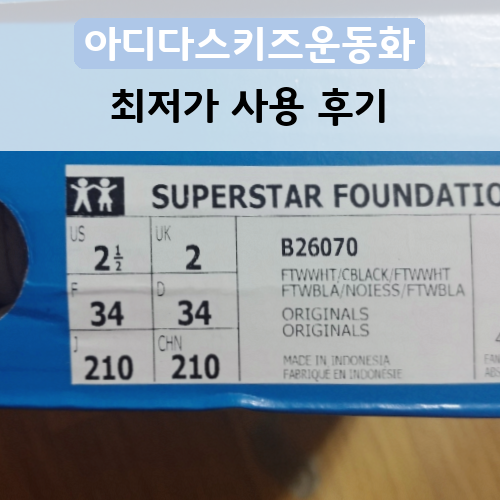 아디다스키즈운동화
최저가 사용 후기
SUPERSTAR FOUNDATIO
US
2½
UK
2
F
34
D
34
J
210
CHN
210
B26070
FTWWHT/CBLACK/FTWWHT
FTWBLA/NOIESS/FTWBLA
ORIGINALS
ORIGINALS
MADE IN INDONESIA
FABRIQUE EN INDONESIE